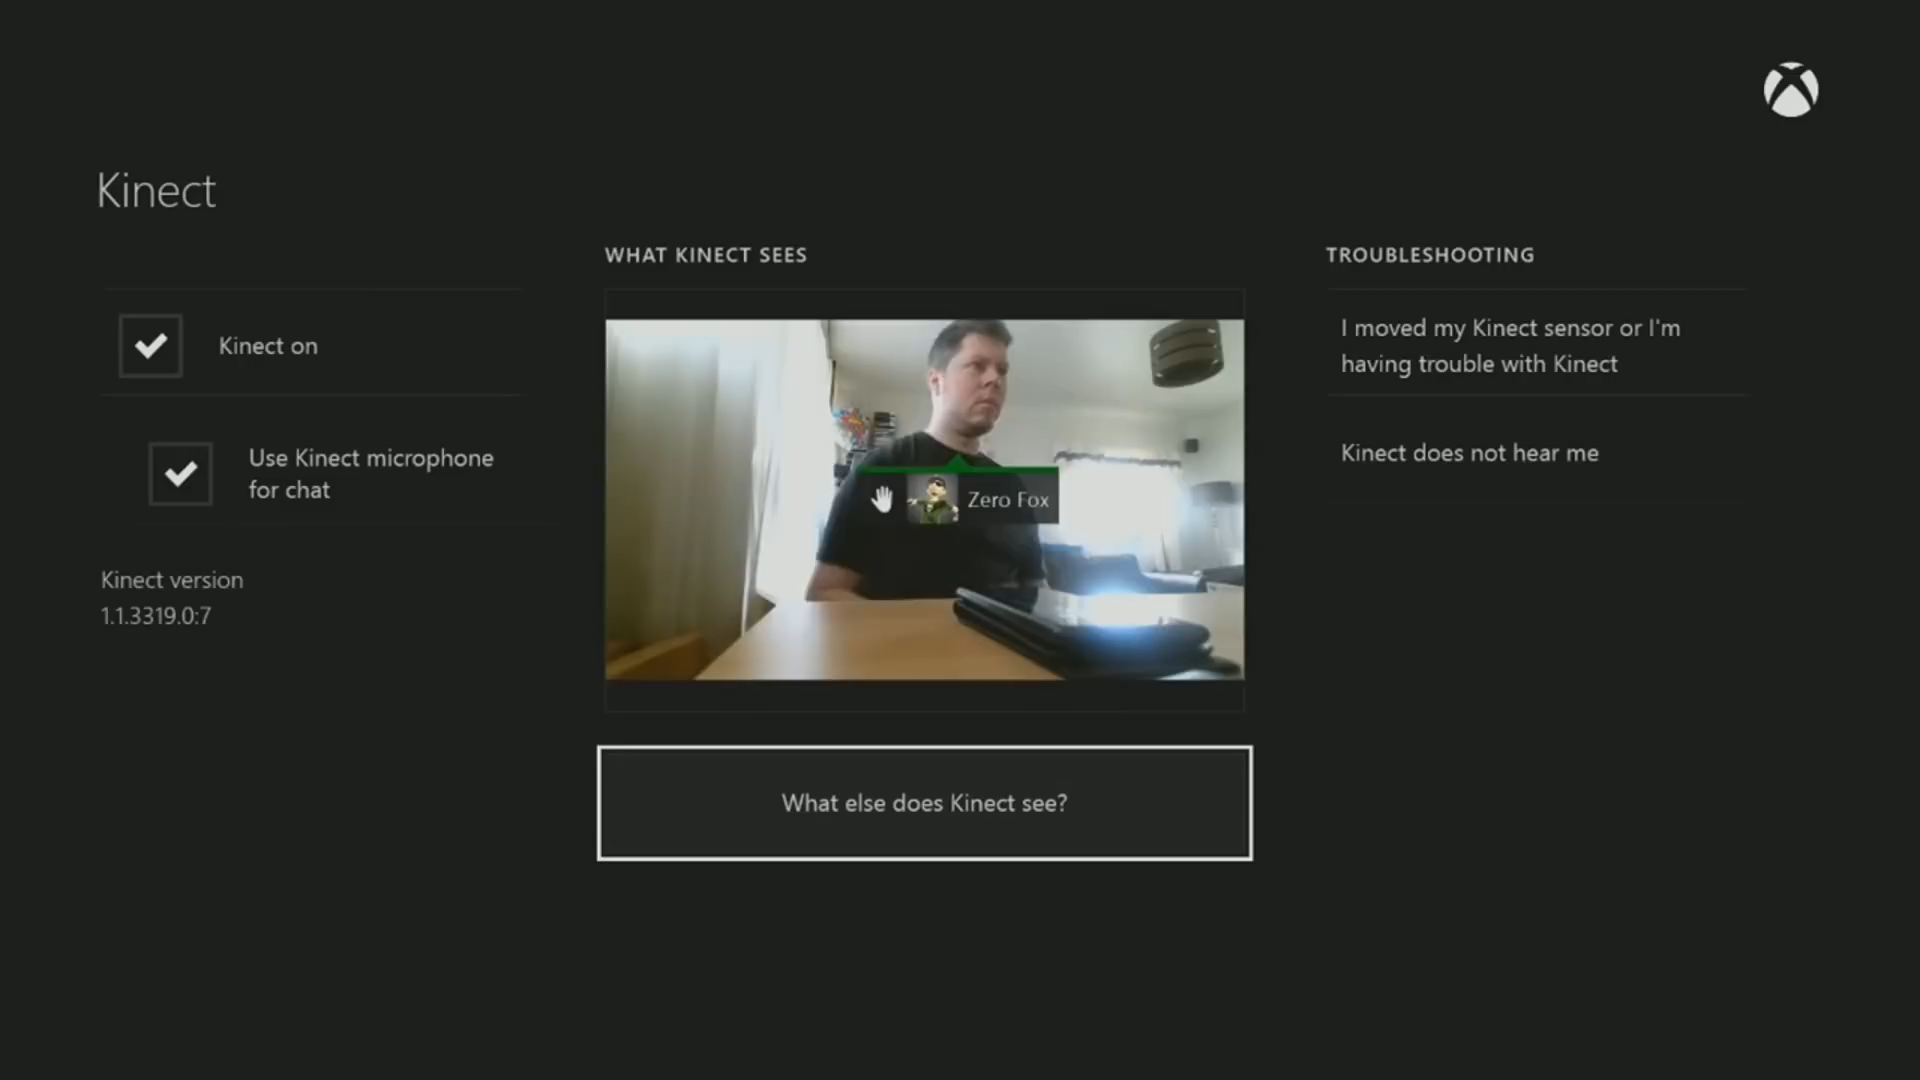 Kinect
Kinect on
Use Kinect microphone
for chat
Kinect version
1.1.3319.0:7
WHAT KINECT SEES
Zero Fox
What else does Kinect see?
TROUBLESHOOTING
I moved my Kinect sensor or I'm
having trouble with Kinect
Kinect does not hear me